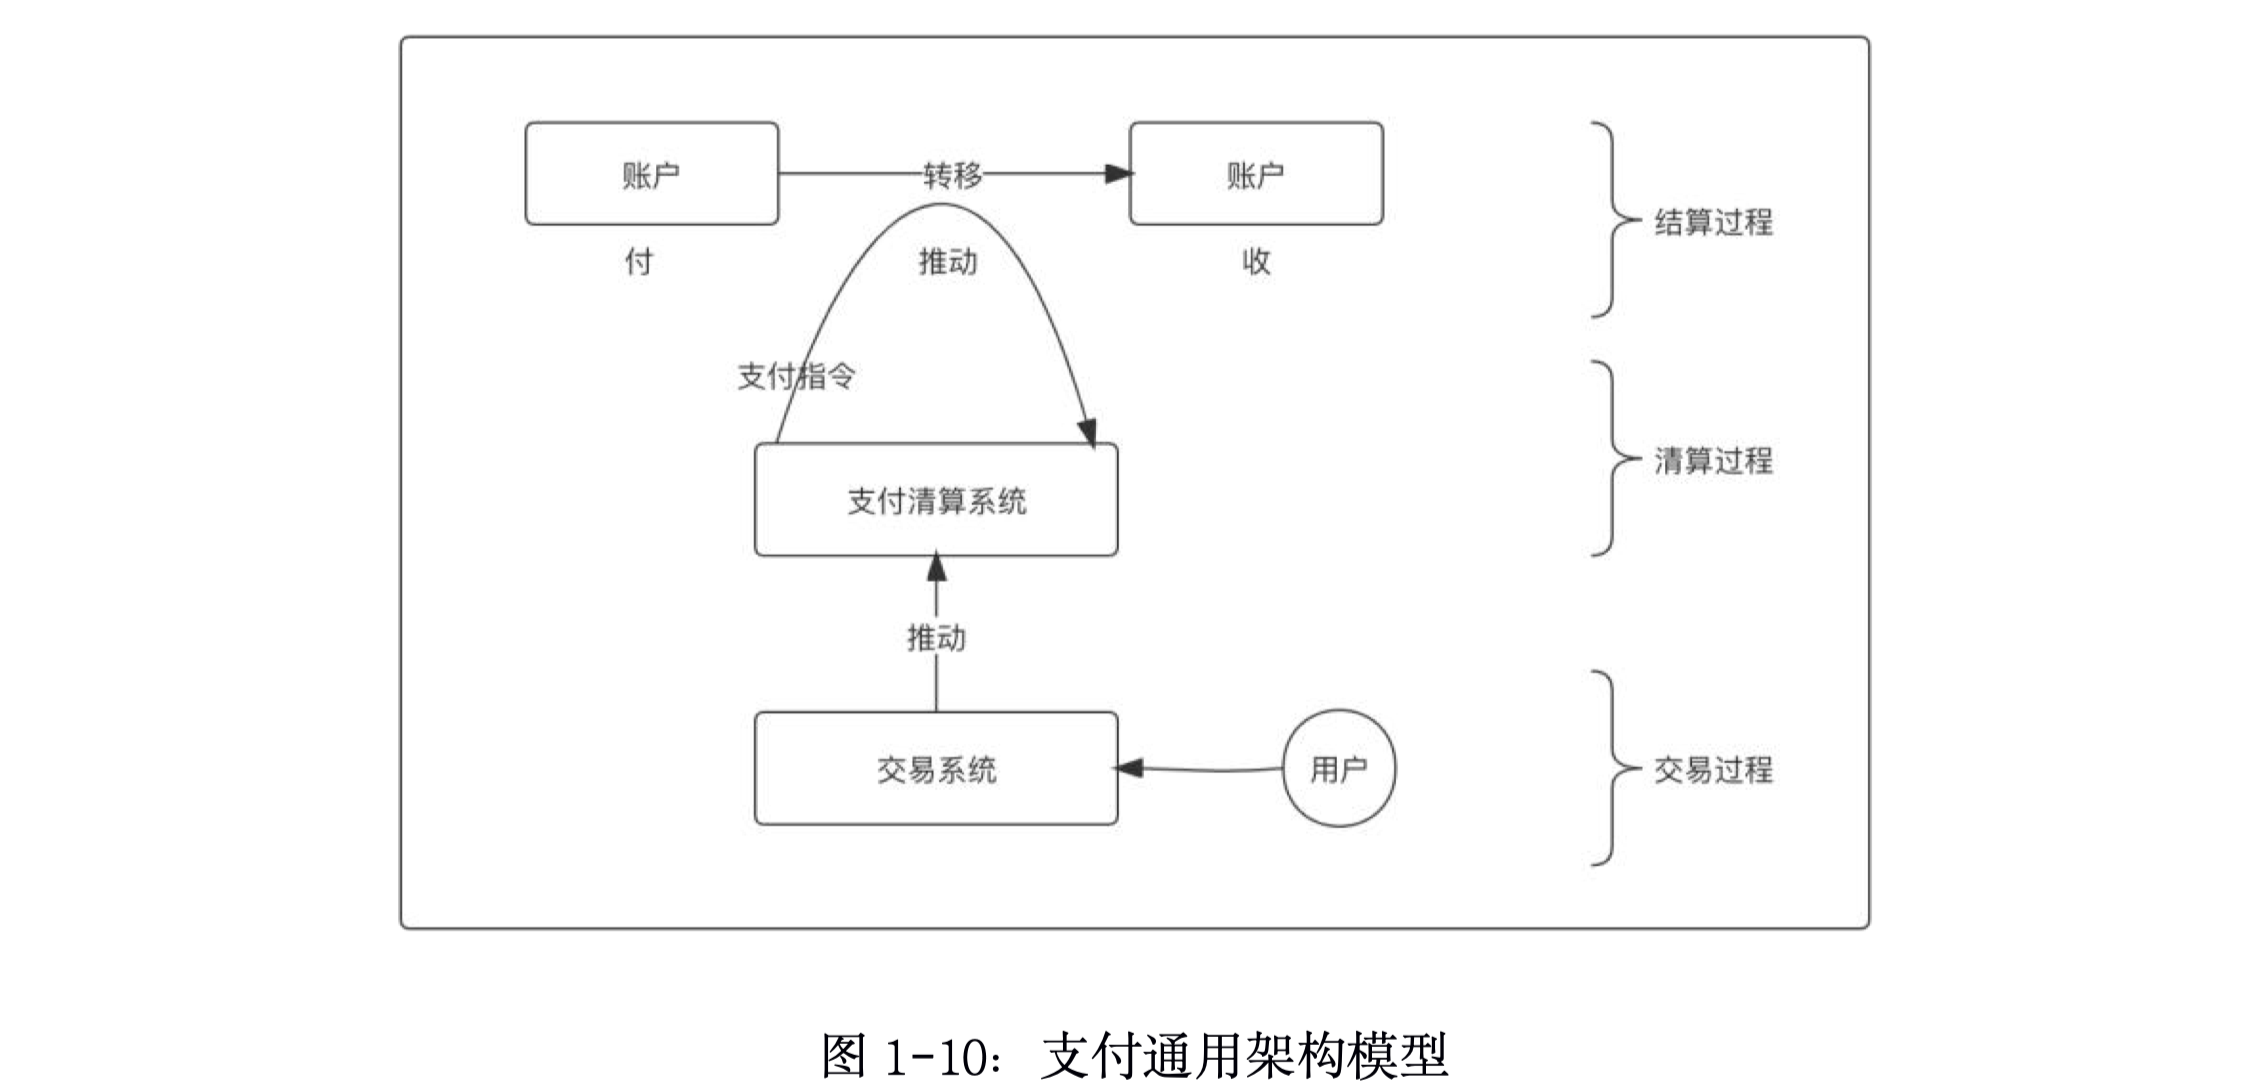 账户
转移
账户
付
推动
收
结算过程
支付指令
清算过程
支付清算系统
推动
交易系统
用户
交易过程
图 1-10：支付通用架构模型